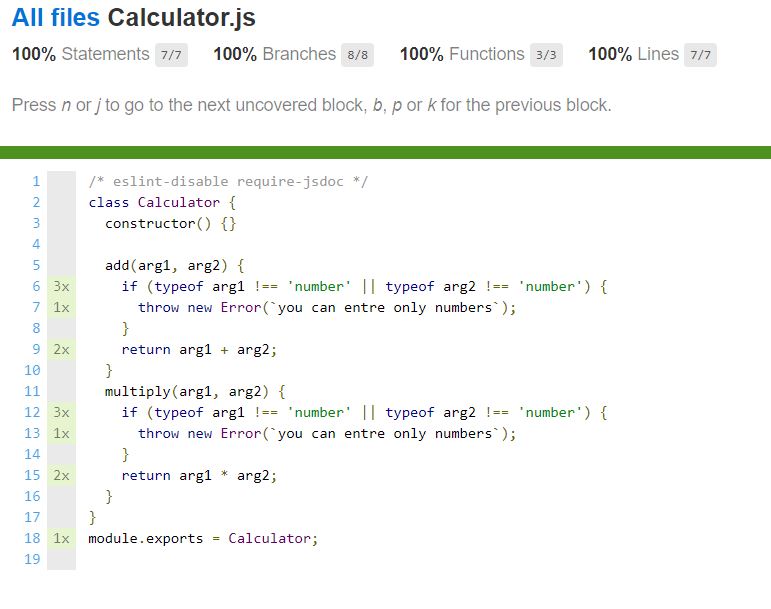 All files Calculator.js
100% Statements 7/7 100% Branches 8/8 100% Functions 3/3 100% Lines 7/7
Press n or j to go to the next uncovered block, b, p or k for the previous block.
1 /* eslint-disable require-jsdoc */
2 class Calculator {
3 constructor() {}
4
5 add(arg1, arg2) {
6 3x if (typeof arg1 !== 'number' || typeof arg2 !== 'number') {
7 1x throw new Error(`you can entre only numbers`);
8 }
9 2x return arg1 + arg2;
10 }
11 multiply(arg1, arg2) {
12 3x if (typeof arg1 !== 'number' || typeof arg2 !== 'number') {
13 1x throw new Error(`you can entre only numbers`);
14 }
15 2x return arg1 * arg2;
16 }
17 }
18 1x module.exports = Calculator;
19